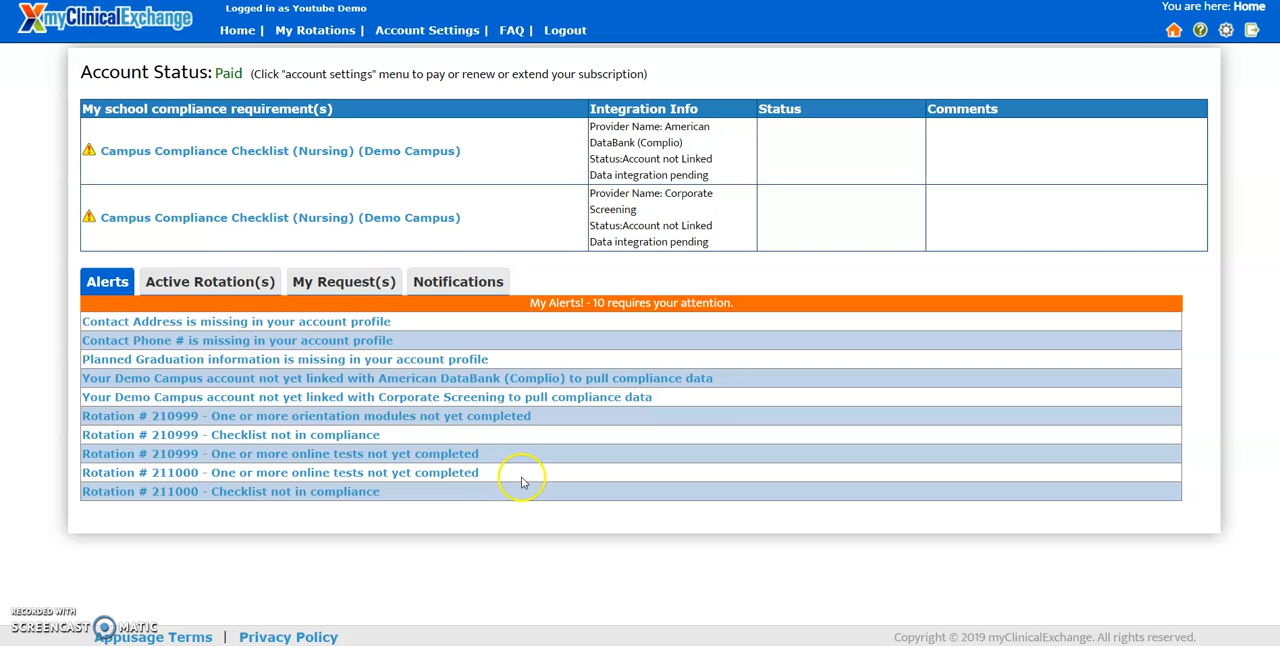 XmyClinicalExchange
Logged in as Youtube Demo
You are here: Home
Home | My Rotations | Account Settings | FAQ | Logout
Account Status: Paid (Click "account settings" menu to pay or renew or extend your subscription)
My school compliance requirement(s) Integration Info Status Comments
Campus Compliance Checklist (Nursing) (Demo Campus)
Provider Name: American
DataBank (Complio)
Status:Account not Linked
Data integration pending
Campus Compliance Checklist (Nursing) (Demo Campus)
Provider Name: Corporate
Screening
Status:Account not Linked
Data integration pending
Alerts Active Rotation(s) My Request(s) Notifications
My Alerts! - 10 requires your attention.
Contact Address is missing in your account profile
Contact Phone # is missing in your account profile
Planned Graduation information is missing in your account profile
Your Demo Campus account not yet linked with American DataBank (Complio) to pull compliance data
Your Demo Campus account not yet linked with Corporate Screening to pull compliance data
Rotation # 210999 - One or more orientation modules not yet completed
Rotation # 210999 - Checklist not in compliance
Rotation # 210999 - One or more online tests not yet completed
Rotation # 211000 - One or more online tests not yet completed
Rotation # 211000 - Checklist not in compliance
RECORDED WITH
SCREENCAST MATIC
Appusage Terms | Privacy Policy
Copyright © 2019 myClinicalExchange. All rights reserved.